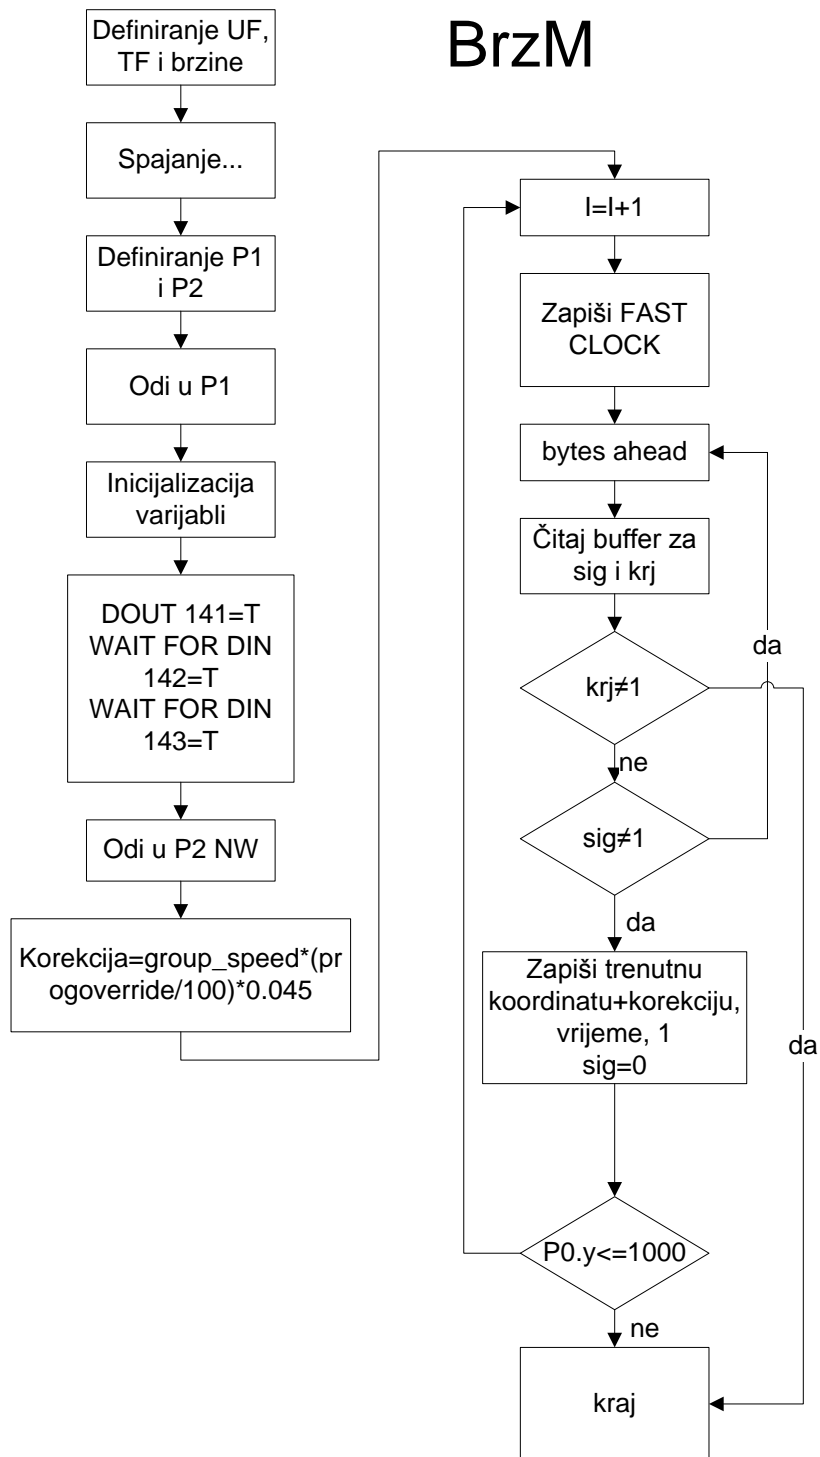 BrzM
Definiranje UF,
TF i brzine
Spajanje...
Definiranje P1
i P2
Odi u P1
Inicijalizacija
varijabli
DOUT 141=T
WAIT FOR DIN
142=T
WAIT FOR DIN
143=T
Odi u P2 NW
Korekcija=group_speed*(pr
ogoverride/100)*0.045
I=I+1
Zapiši FAST
CLOCK
bytes ahead
Čitaj buffer za
sig i krj
krj≠1
da
ne
sig≠1
da
Zapiši trenutnu
koordinatu+korekciju,
vrijeme, 1
sig=0
da
P0.y<=1000
ne
kraj